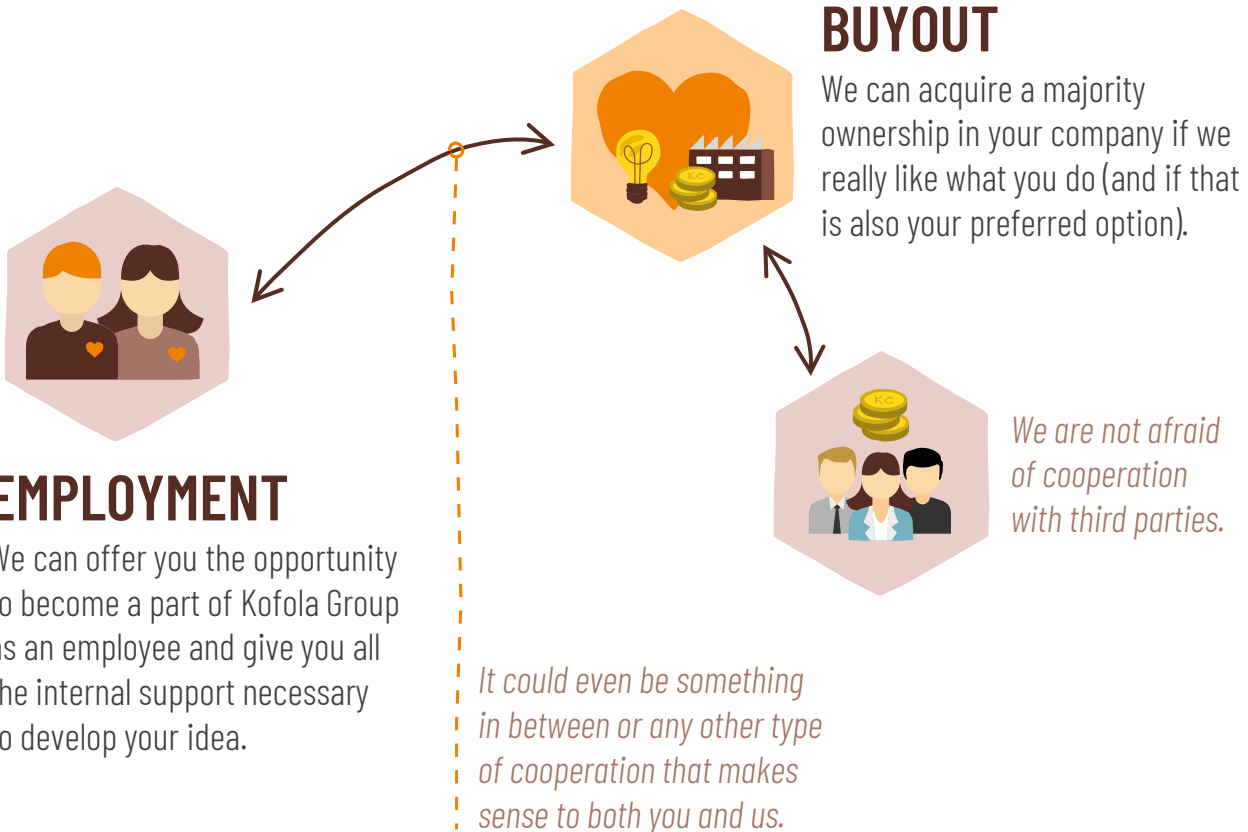 BUYOUT
We can acquire a majority
ownership in your company if we
really like what you do (and if that
is also your preferred option).
Kč
Kč
We are not afraid
of cooperation
with third parties.
EMPLOYMENT
We can offer you the opportunity
to become a part of Kofola Group
as an employee and give you all
the internal support necessary
to develop your idea.
It could even be something
in between or any other type
of cooperation that makes
sense to both you and us.